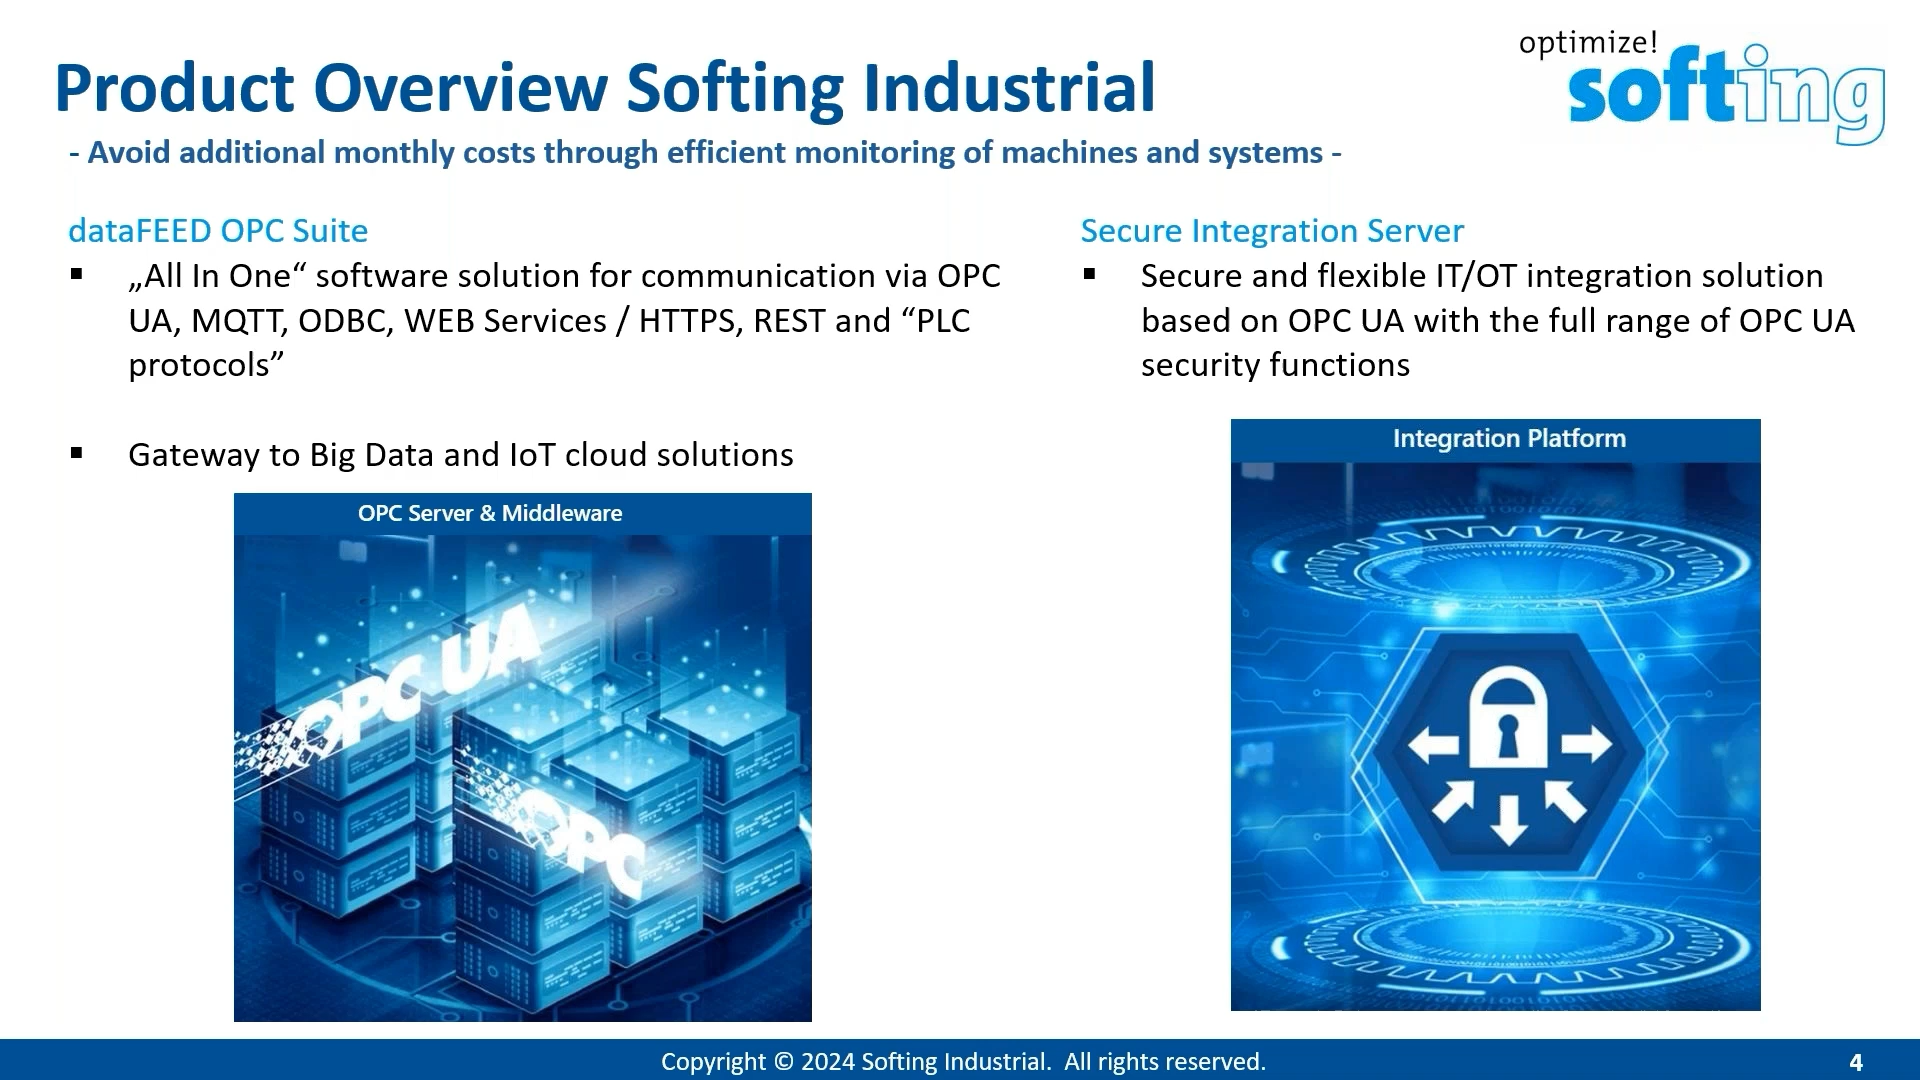 optimize!
softing
Product Overview Softing Industrial
- Avoid additional monthly costs through efficient monitoring of machines and systems -
dataFEED OPC Suite
▪ „All In One“ software solution for communication via OPC
UA, MQTT, ODBC, WEB Services / HTTPS, REST and “PLC
protocols”
▪ Gateway to Big Data and IoT cloud solutions
OPC Server & Middleware
OPC UA
OPC
Secure Integration Server
▪ Secure and flexible IT/OT integration solution
based on OPC UA with the full range of OPC UA
security functions
Integration Platform
Copyright © 2024 Softing Industrial. All rights reserved.
4